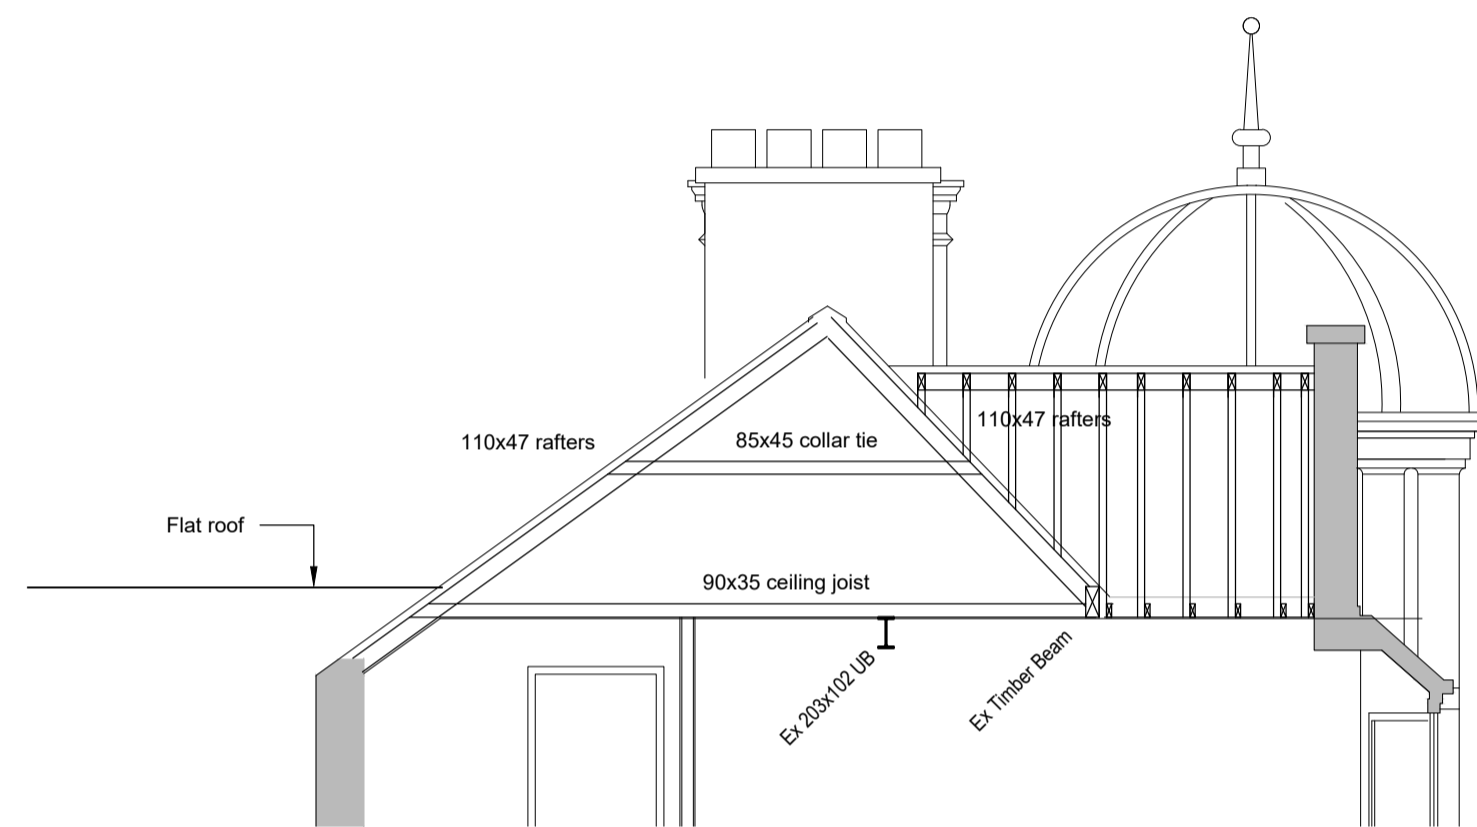 110x47 rafters
110x47 rafters
85x45 collar tie
Flat roof
90x35 ceiling joist
Ex 203x102 UB
Ex Timber Beam